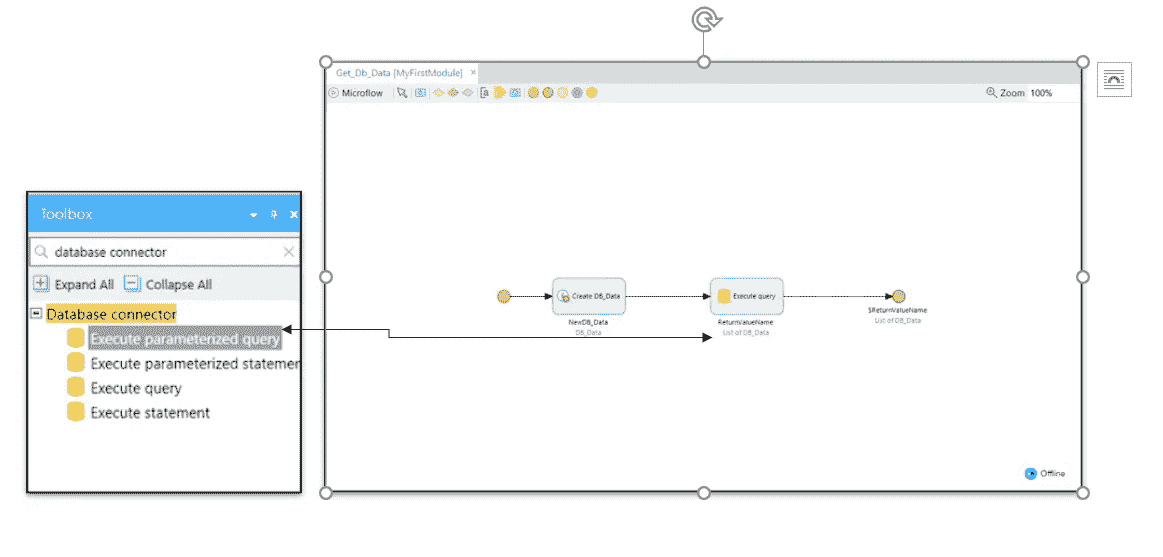 Get_Db_Data [MyFirstModule] ×
Microflow
Zoom 100%
Toolbox
database connector
Expand All Collapse All
Database connector
Execute parameterized query
Execute parameterized statemen
Execute query
Execute statement
Create DB_Data
NewDB_Data
DB_Data
Execute query
ReturnValueName
List of DB_Data
$ReturnValueName
List of DB_Data
Offline